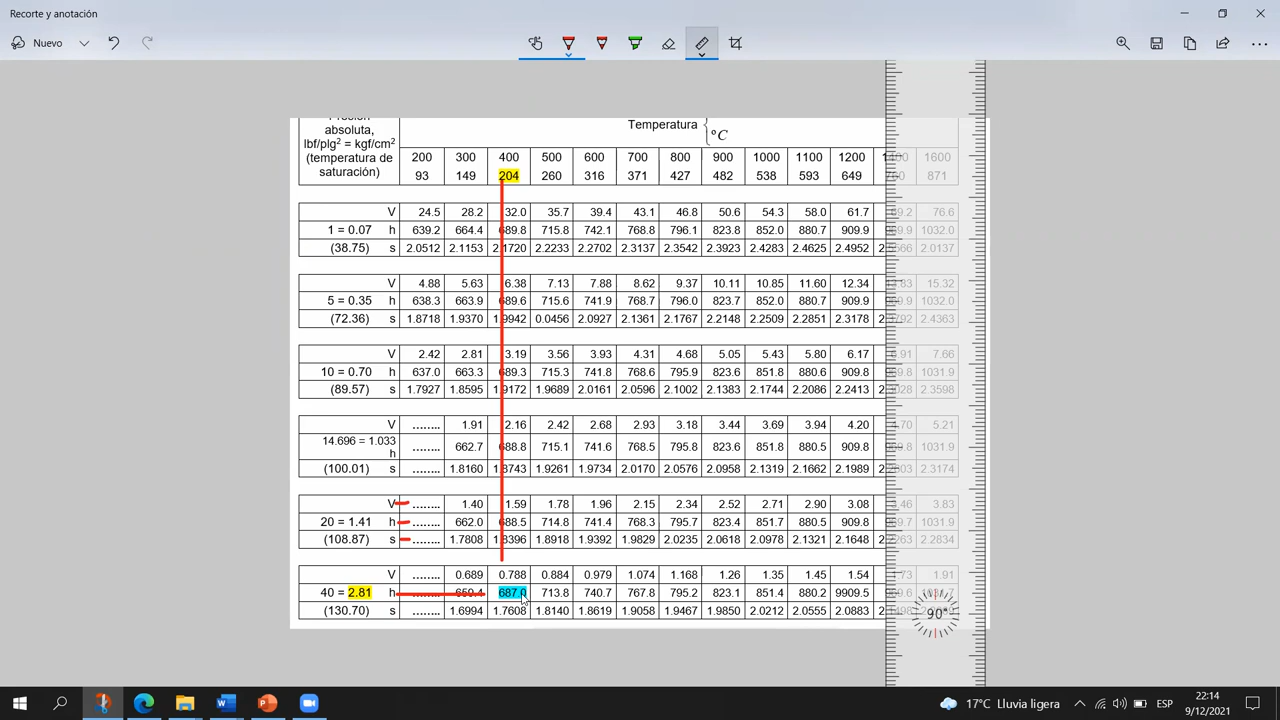 Recorte y anotación
Nuevo
absoluta,
lbf/plg² = kgf/cm²
(temperatura de
saturación)
Temperatura { ºC
200 300 400 500 600 700 800 900 1000 1100 1200 1400 1600
93 149 204 260 316 371 427 482 538 593 649 760 871
V 24.5 28.2 32.0 35.7 39.4 43.1 46.8 50.6 54.3 58.0 61.7 69.2 76.6
1 = 0.07 h 639.2 664.4 689.8 715.8 742.1 768.8 796.1 823.8 852.0 880.7 909.9 1032.0
(38.75) s 2.0512 2.1153 2.1720 2.2233 2.2702 2.3137 2.3542 2.3923 2.4283 2.4625 2.4952 2.0137
V 4.88 5.63 6.38 7.13 7.88 8.62 9.37 10.11 10.85 11.60 12.34 15.32
5 = 0.35 h 638.3 663.9 689.6 715.6 741.9 768.7 796.0 823.7 852.0 880.7 909.9 1032.0
(72.36) s 1.8718 1.9370 1.9942 0.0456 2.0927 2.1361 2.1767 2.2148 2.2509 2.2851 2.3178 2.4363
V 2.42 2.81 3.19 3.56 3.93 4.31 4.68 5.05 5.43 5.80 6.17 7.66
10 = 0.70 h 637.0 663.3 689.3 715.3 741.8 768.6 795.9 823.6 851.8 880.6 909.8 1031.9
(89.57) s 1.7927 1.8595 1.9172 1.9689 2.0161 2.0596 2.1002 2.1383 2.1744 2.2086 2.2413 2.3598
V ........ 1.91 2.16 2.42 2.68 2.93 3.18 3.44 3.69 3.94 4.20 4.70 5.21
14.696 = 1.033 h ........ 662.7 688.8 715.1 741.6 768.5 795.8 823.6 851.8 880.5 909.8 1031.9
(100.01) s ........ 1.8160 1.8743 1.9261 1.9734 2.0170 2.0576 2.0958 2.1319 2.1662 2.1989 2.3174
V ........ 1.40 1.59 1.78 1.96 2.15 2.34 2.52 2.71 2.90 3.08 3.46 3.83
20 = 1.41 h ........ 662.0 688.5 714.8 741.4 768.3 795.7 823.4 851.7 880.5 909.8 1031.9
(108.87) s ........ 1.7808 1.8396 1.8918 1.9392 1.9829 2.0235 2.0618 2.0978 2.1321 2.1648 2.2834
V ........ 0.689 0.788 0.884 0.979 1.074 1.168 1.26 1.35 1.45 1.54 1.73 1.91
40 = 2.81 h ........ 659.4 687.0 713.8 740.7 767.8 795.2 823.1 851.4 880.2 9909.5
(130.70) s ........ 1.6994 1.7608 1.8140 1.8619 1.9058 1.9467 1.9850 2.0212 2.0555 2.0883
90°
17°C Lluvia ligera
ESP
22:14
9/12/2021